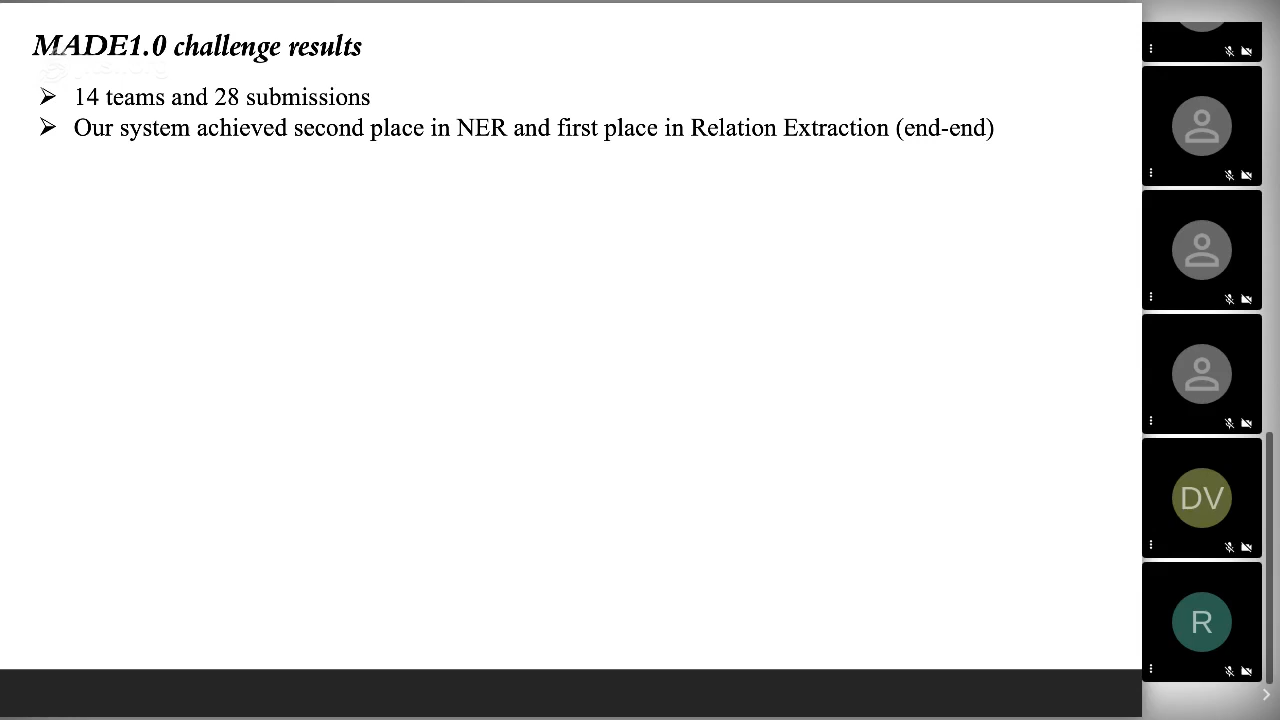 MADE1.0 challenge results
14 teams and 28 submissions
Our system achieved second place in NER and first place in Relation Extraction (end-end)
DV
R